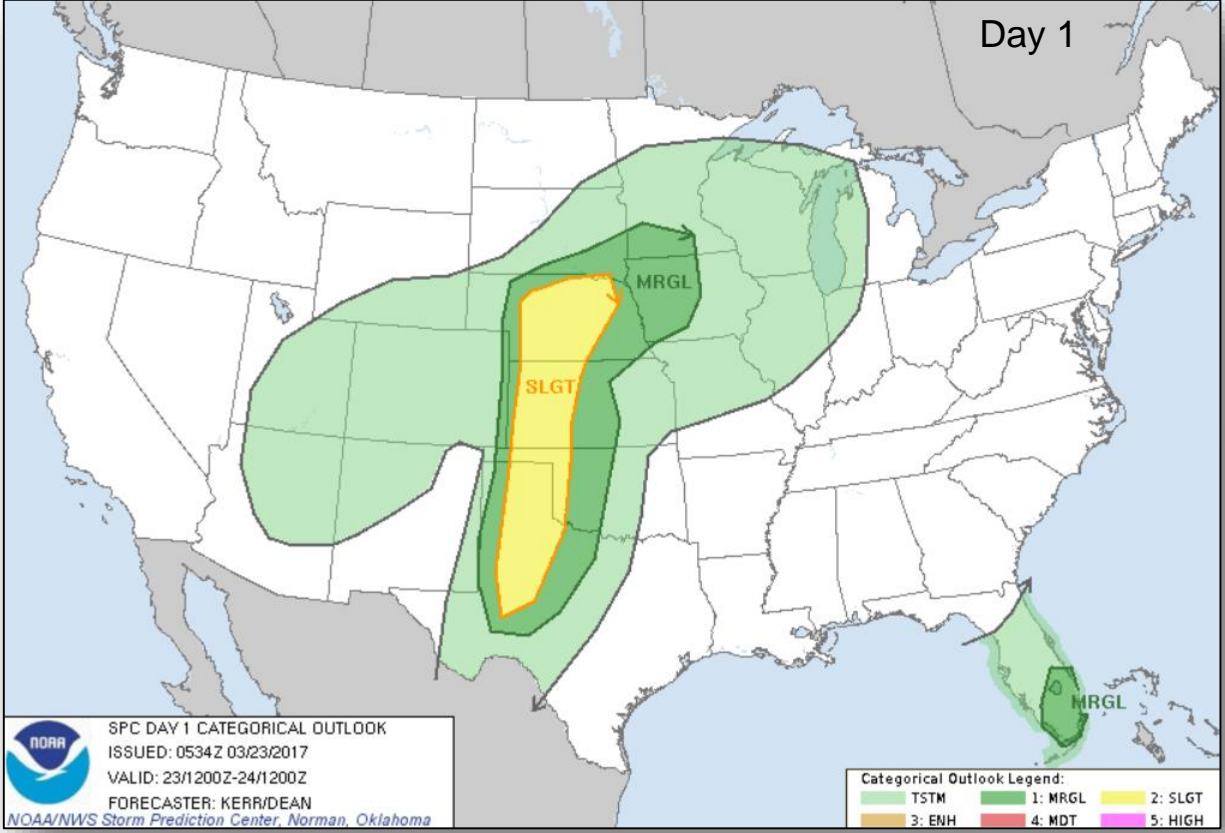 Day 1
MRGL
SLGT
MRGL
NOAA
SPC DAY 1 CATEGORICAL OUTLOOK
ISSUED: 0534Z 03/23/2017
VALID: 23/1200Z-24/1200Z
FORECASTER: KERR/DEAN
NOAA/NWS Storm Prediction Center, Norman, Oklahoma
Categorical Outlook Legend:
TSTM 1: MRGL 2: SLGT
3: ENH 4: MDT 5: HIGH